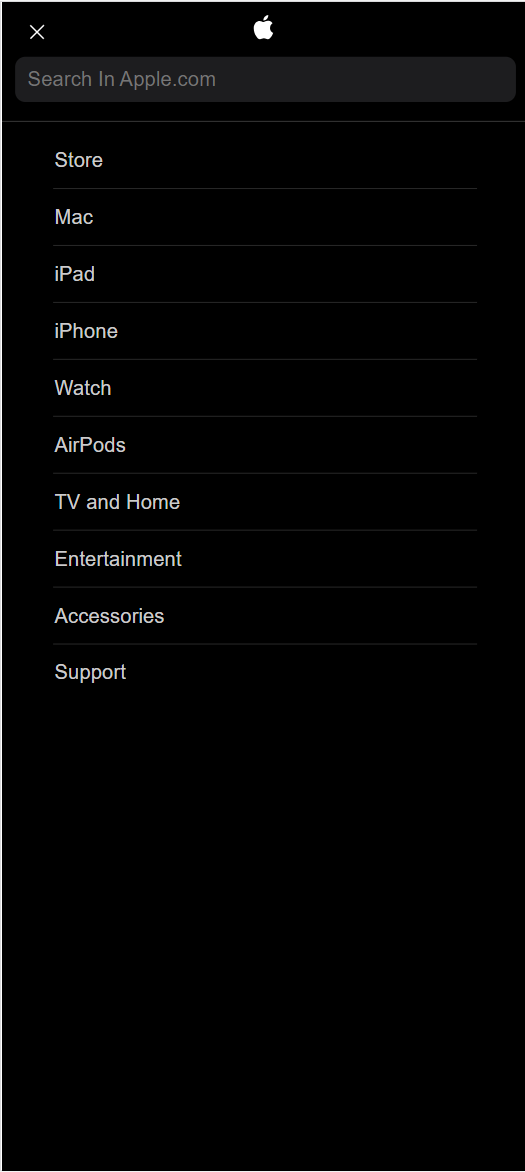 Search In Apple.com
Store
Mac
iPad
iPhone
Watch
AirPods
TV and Home
Entertainment
Accessories
Support